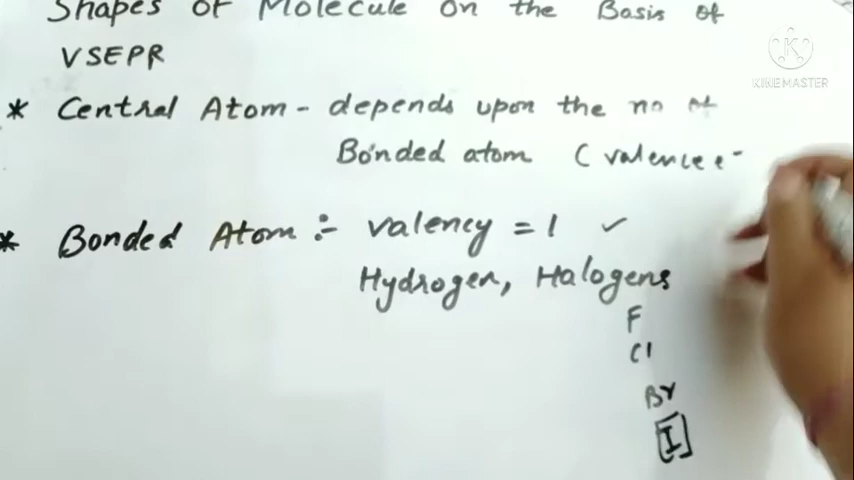 Shapes of Molecule on the Basis of
VSEPR
* Central Atom - depends upon the no of
Bonded atom ( valence e-
* Bonded Atom :- valency = 1 ✓
Hydrogen, Halogens
F
Cl
Br
[I]
K
KINEMASTER